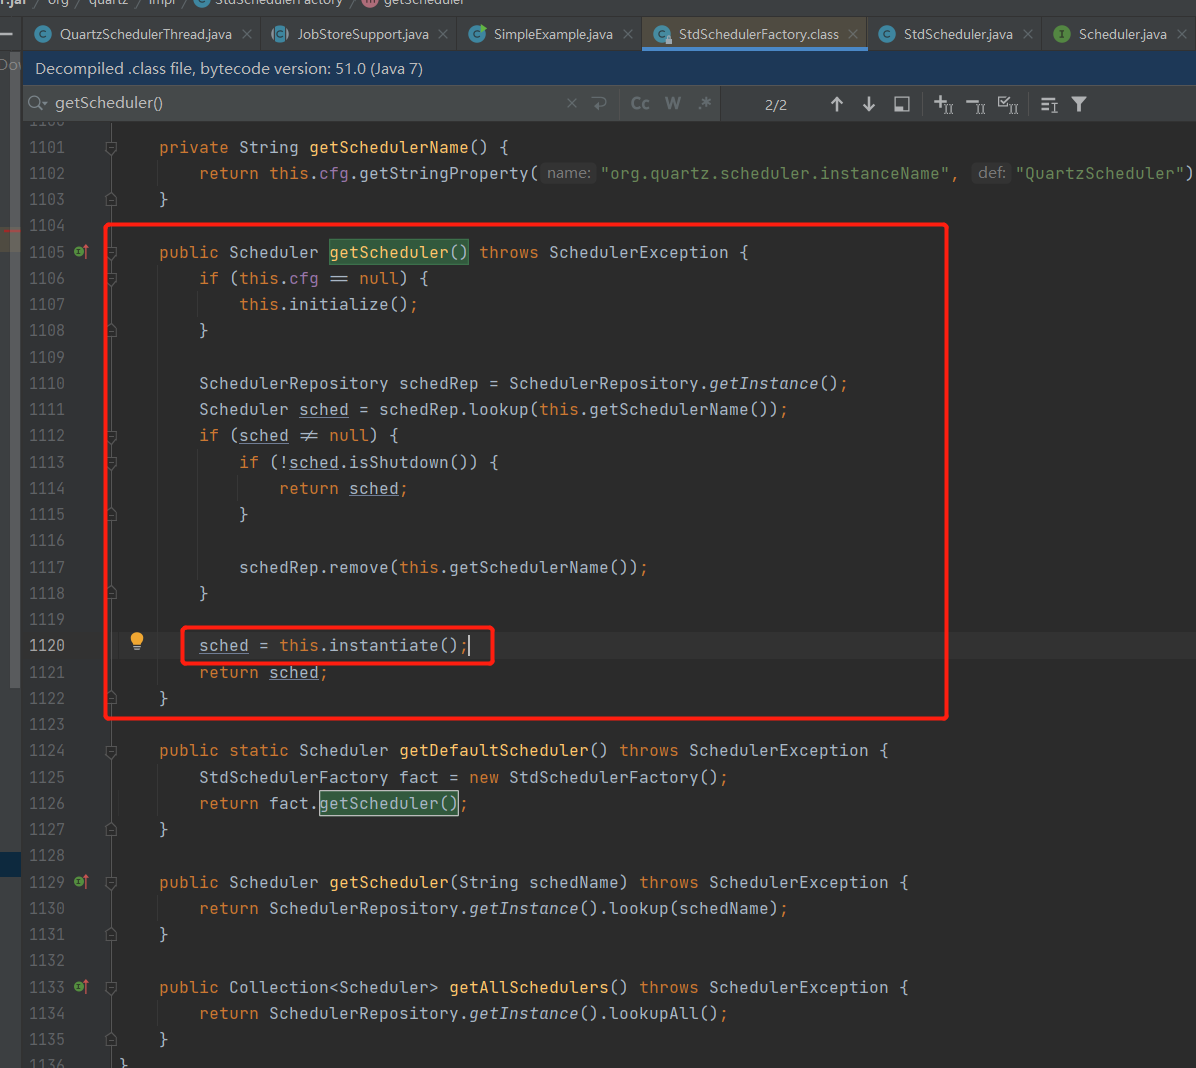 r.jar / org / quartz / impl / StdSchedulerFactory / getScheduler
QuartzSchedulerThread.java JobStoreSupport.java SimpleExample.java StdSchedulerFactory.class StdScheduler.java Scheduler.java
Decompiled .class file, bytecode version: 51.0 (Java 7)
getScheduler() Cc W .* 2/2
1100
1101 private String getSchedulerName() {
1102 return this.cfg.getStringProperty( name: "org.quartz.scheduler.instanceName", def: "QuartzScheduler")
1103 }
1104
1105 public Scheduler getScheduler() throws SchedulerException {
1106 if (this.cfg == null) {
1107 this.initialize();
1108 }
1109
1110 SchedulerRepository schedRep = SchedulerRepository.getInstance();
1111 Scheduler sched = schedRep.lookup(this.getSchedulerName());
1112 if (sched != null) {
1113 if (!sched.isShutdown()) {
1114 return sched;
1115 }
1116
1117 schedRep.remove(this.getSchedulerName());
1118 }
1119
1120 sched = this.instantiate();
1121 return sched;
1122 }
1123
1124 public static Scheduler getDefaultScheduler() throws SchedulerException {
1125 StdSchedulerFactory fact = new StdSchedulerFactory();
1126 return fact.getScheduler();
1127 }
1128
1129 public Scheduler getScheduler(String schedName) throws SchedulerException {
1130 return SchedulerRepository.getInstance().lookup(schedName);
1131 }
1132
1133 public Collection<Scheduler> getAllSchedulers() throws SchedulerException {
1134 return SchedulerRepository.getInstance().lookupAll();
1135 }
1136 }